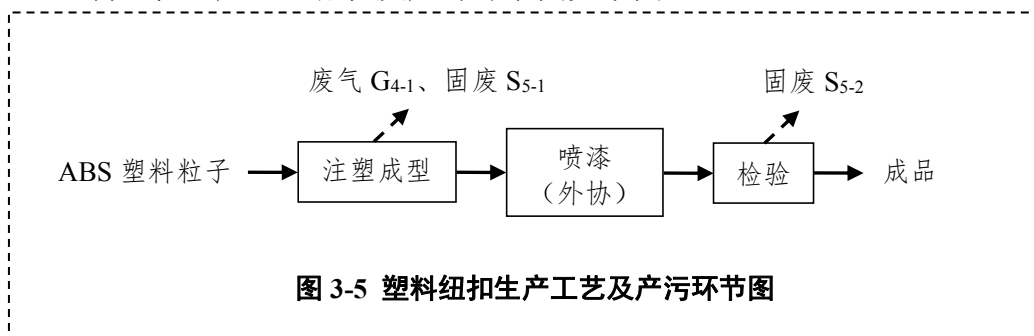 废气 G4-1、固废 S5-1
固废 S5-2
ABS 塑料粒子
注塑成型
喷漆
（外协）
检验
成品
图 3-5 塑料纽扣生产工艺及产污环节图